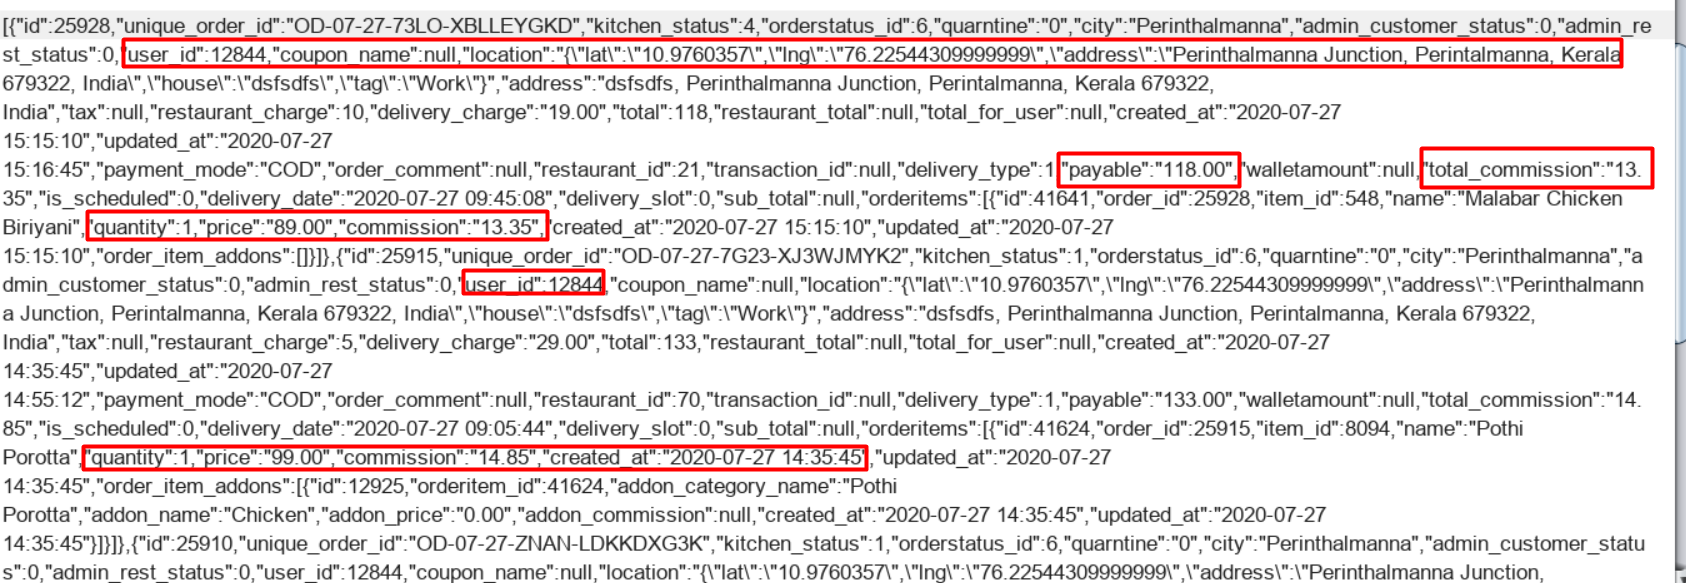 [{"id":25928,"unique_order_id":"OD-07-27-73LO-XBLLEYGKD","kitchen_status":4,"orderstatus_id":6,"quarntine":"0","city":"Perinthalmanna","admin_customer_status":0,"admin_re
st_status":0,"user_id":12844,"coupon_name":null,"location":"{\"lat\":\"10.9760357\",\"lng\":\"76.22544309999999\",\"address\":\"Perinthalmanna Junction, Perintalmanna, Kerala
679322, India\",\"house\":\"dsfsdfs\",\"tag\":\"Work\"}","address":"dsfsdfs, Perinthalmanna Junction, Perintalmanna, Kerala 679322,
India","tax":null,"restaurant_charge":10,"delivery_charge":"19.00","total":118,"restaurant_total":null,"total_for_user":null,"created_at":"2020-07-27
15:15:10","updated_at":"2020-07-27
15:16:45","payment_mode":"COD","order_comment":null,"restaurant_id":21,"transaction_id":null,"delivery_type":1,"payable":"118.00","walletamount":null,"total_commission":"13.
35","is_scheduled":0,"delivery_date":"2020-07-27 09:45:08","delivery_slot":0,"sub_total":null,"orderitems":[{"id":41641,"order_id":25928,"item_id":548,"name":"Malabar Chicken
Biriyani","quantity":1,"price":"89.00","commission":"13.35","created_at":"2020-07-27 15:15:10","updated_at":"2020-07-27
15:15:10","order_item_addons":[]}]},{"id":25915,"unique_order_id":"OD-07-27-7G23-XJ3WJMYK2","kitchen_status":1,"orderstatus_id":6,"quarntine":"0","city":"Perinthalmanna","a
dmin_customer_status":0,"admin_rest_status":0,"user_id":12844,"coupon_name":null,"location":"{\"lat\":\"10.9760357\",\"lng\":\"76.22544309999999\",\"address\":\"Perinthalmann
a Junction, Perintalmanna, Kerala 679322, India\",\"house\":\"dsfsdfs\",\"tag\":\"Work\"}","address":"dsfsdfs, Perinthalmanna Junction, Perintalmanna, Kerala 679322,
India","tax":null,"restaurant_charge":5,"delivery_charge":"29.00","total":133,"restaurant_total":null,"total_for_user":null,"created_at":"2020-07-27
14:35:45","updated_at":"2020-07-27
14:55:12","payment_mode":"COD","order_comment":null,"restaurant_id":70,"transaction_id":null,"delivery_type":1,"payable":"133.00","walletamount":null,"total_commission":"14.
85","is_scheduled":0,"delivery_date":"2020-07-27 09:05:44","delivery_slot":0,"sub_total":null,"orderitems":[{"id":41624,"order_id":25915,"item_id":8094,"name":"Pothi
Porotta","quantity":1,"price":"99.00","commission":"14.85","created_at":"2020-07-27 14:35:45","updated_at":"2020-07-27
14:35:45","order_item_addons":[{"id":12925,"orderitem_id":41624,"addon_category_name":"Pothi
Porotta","addon_name":"Chicken","addon_price":"0.00","addon_commission":null,"created_at":"2020-07-27 14:35:45","updated_at":"2020-07-27
14:35:45"}]}]},{"id":25910,"unique_order_id":"OD-07-27-ZNAN-LDKKDXG3K","kitchen_status":1,"orderstatus_id":6,"quarntine":"0","city":"Perinthalmanna","admin_customer_statu
s":0,"admin_rest_status":0,"user_id":12844,"coupon_name":null,"location":"{\"lat\":\"10.9760357\",\"lng\":\"76.22544309999999\",\"address\":\"Perinthalmanna Junction,